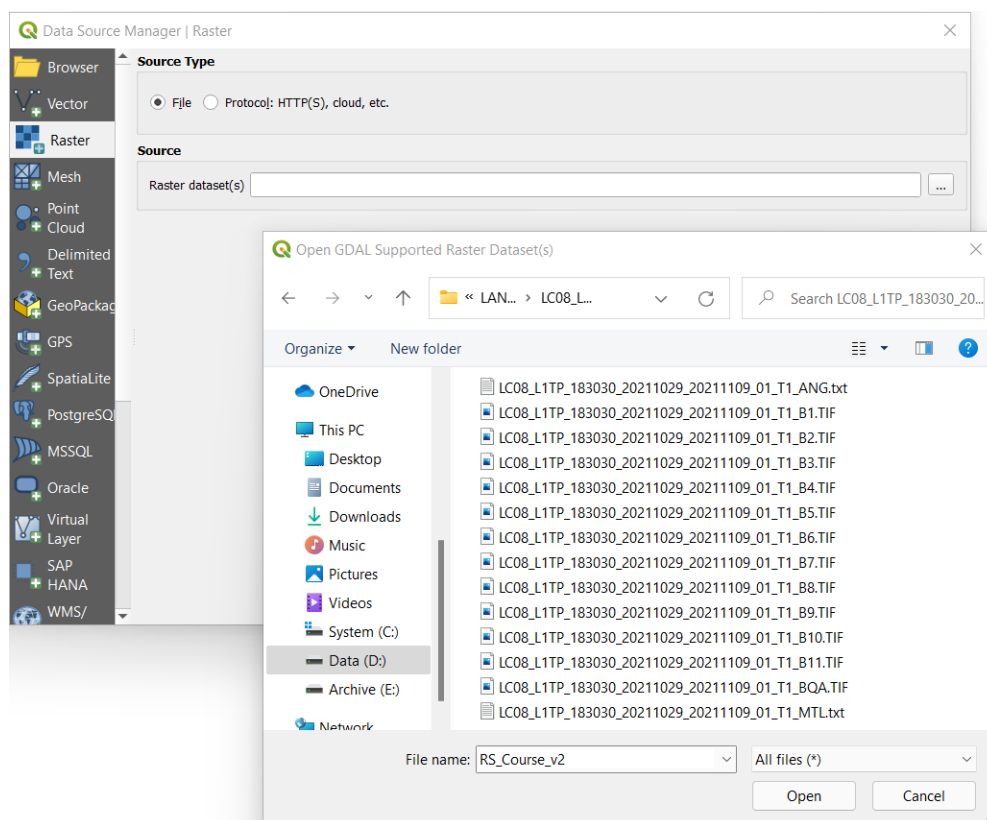 Data Source Manager | Raster
Browser
Vector
Raster
Mesh
Point
Cloud
Delimited
Text
GeoPackag
GPS
SpatiaLite
PostgreSQL
MSSQL
Oracle
Virtual
Layer
SAP
HANA
WMS/
Source Type
File
Protocol: HTTP(S), cloud, etc.
Source
Raster dataset(s)
...
Open GDAL Supported Raster Dataset(s)
« LAN... › LC08_L...
Search LC08_L1TP_183030_20...
Organize
New folder
OneDrive
This PC
Desktop
Documents
Downloads
Music
Pictures
Videos
System (C:)
Data (D:)
Archive (E:)
Network
LC08_L1TP_183030_20211029_20211109_01_T1_ANG.txt
LC08_L1TP_183030_20211029_20211109_01_T1_B1.TIF
LC08_L1TP_183030_20211029_20211109_01_T1_B2.TIF
LC08_L1TP_183030_20211029_20211109_01_T1_B3.TIF
LC08_L1TP_183030_20211029_20211109_01_T1_B4.TIF
LC08_L1TP_183030_20211029_20211109_01_T1_B5.TIF
LC08_L1TP_183030_20211029_20211109_01_T1_B6.TIF
LC08_L1TP_183030_20211029_20211109_01_T1_B7.TIF
LC08_L1TP_183030_20211029_20211109_01_T1_B8.TIF
LC08_L1TP_183030_20211029_20211109_01_T1_B9.TIF
LC08_L1TP_183030_20211029_20211109_01_T1_B10.TIF
LC08_L1TP_183030_20211029_20211109_01_T1_B11.TIF
LC08_L1TP_183030_20211029_20211109_01_T1_BQA.TIF
LC08_L1TP_183030_20211029_20211109_01_T1_MTL.txt
File name: RS_Course_v2
All files (*)
Open
Cancel